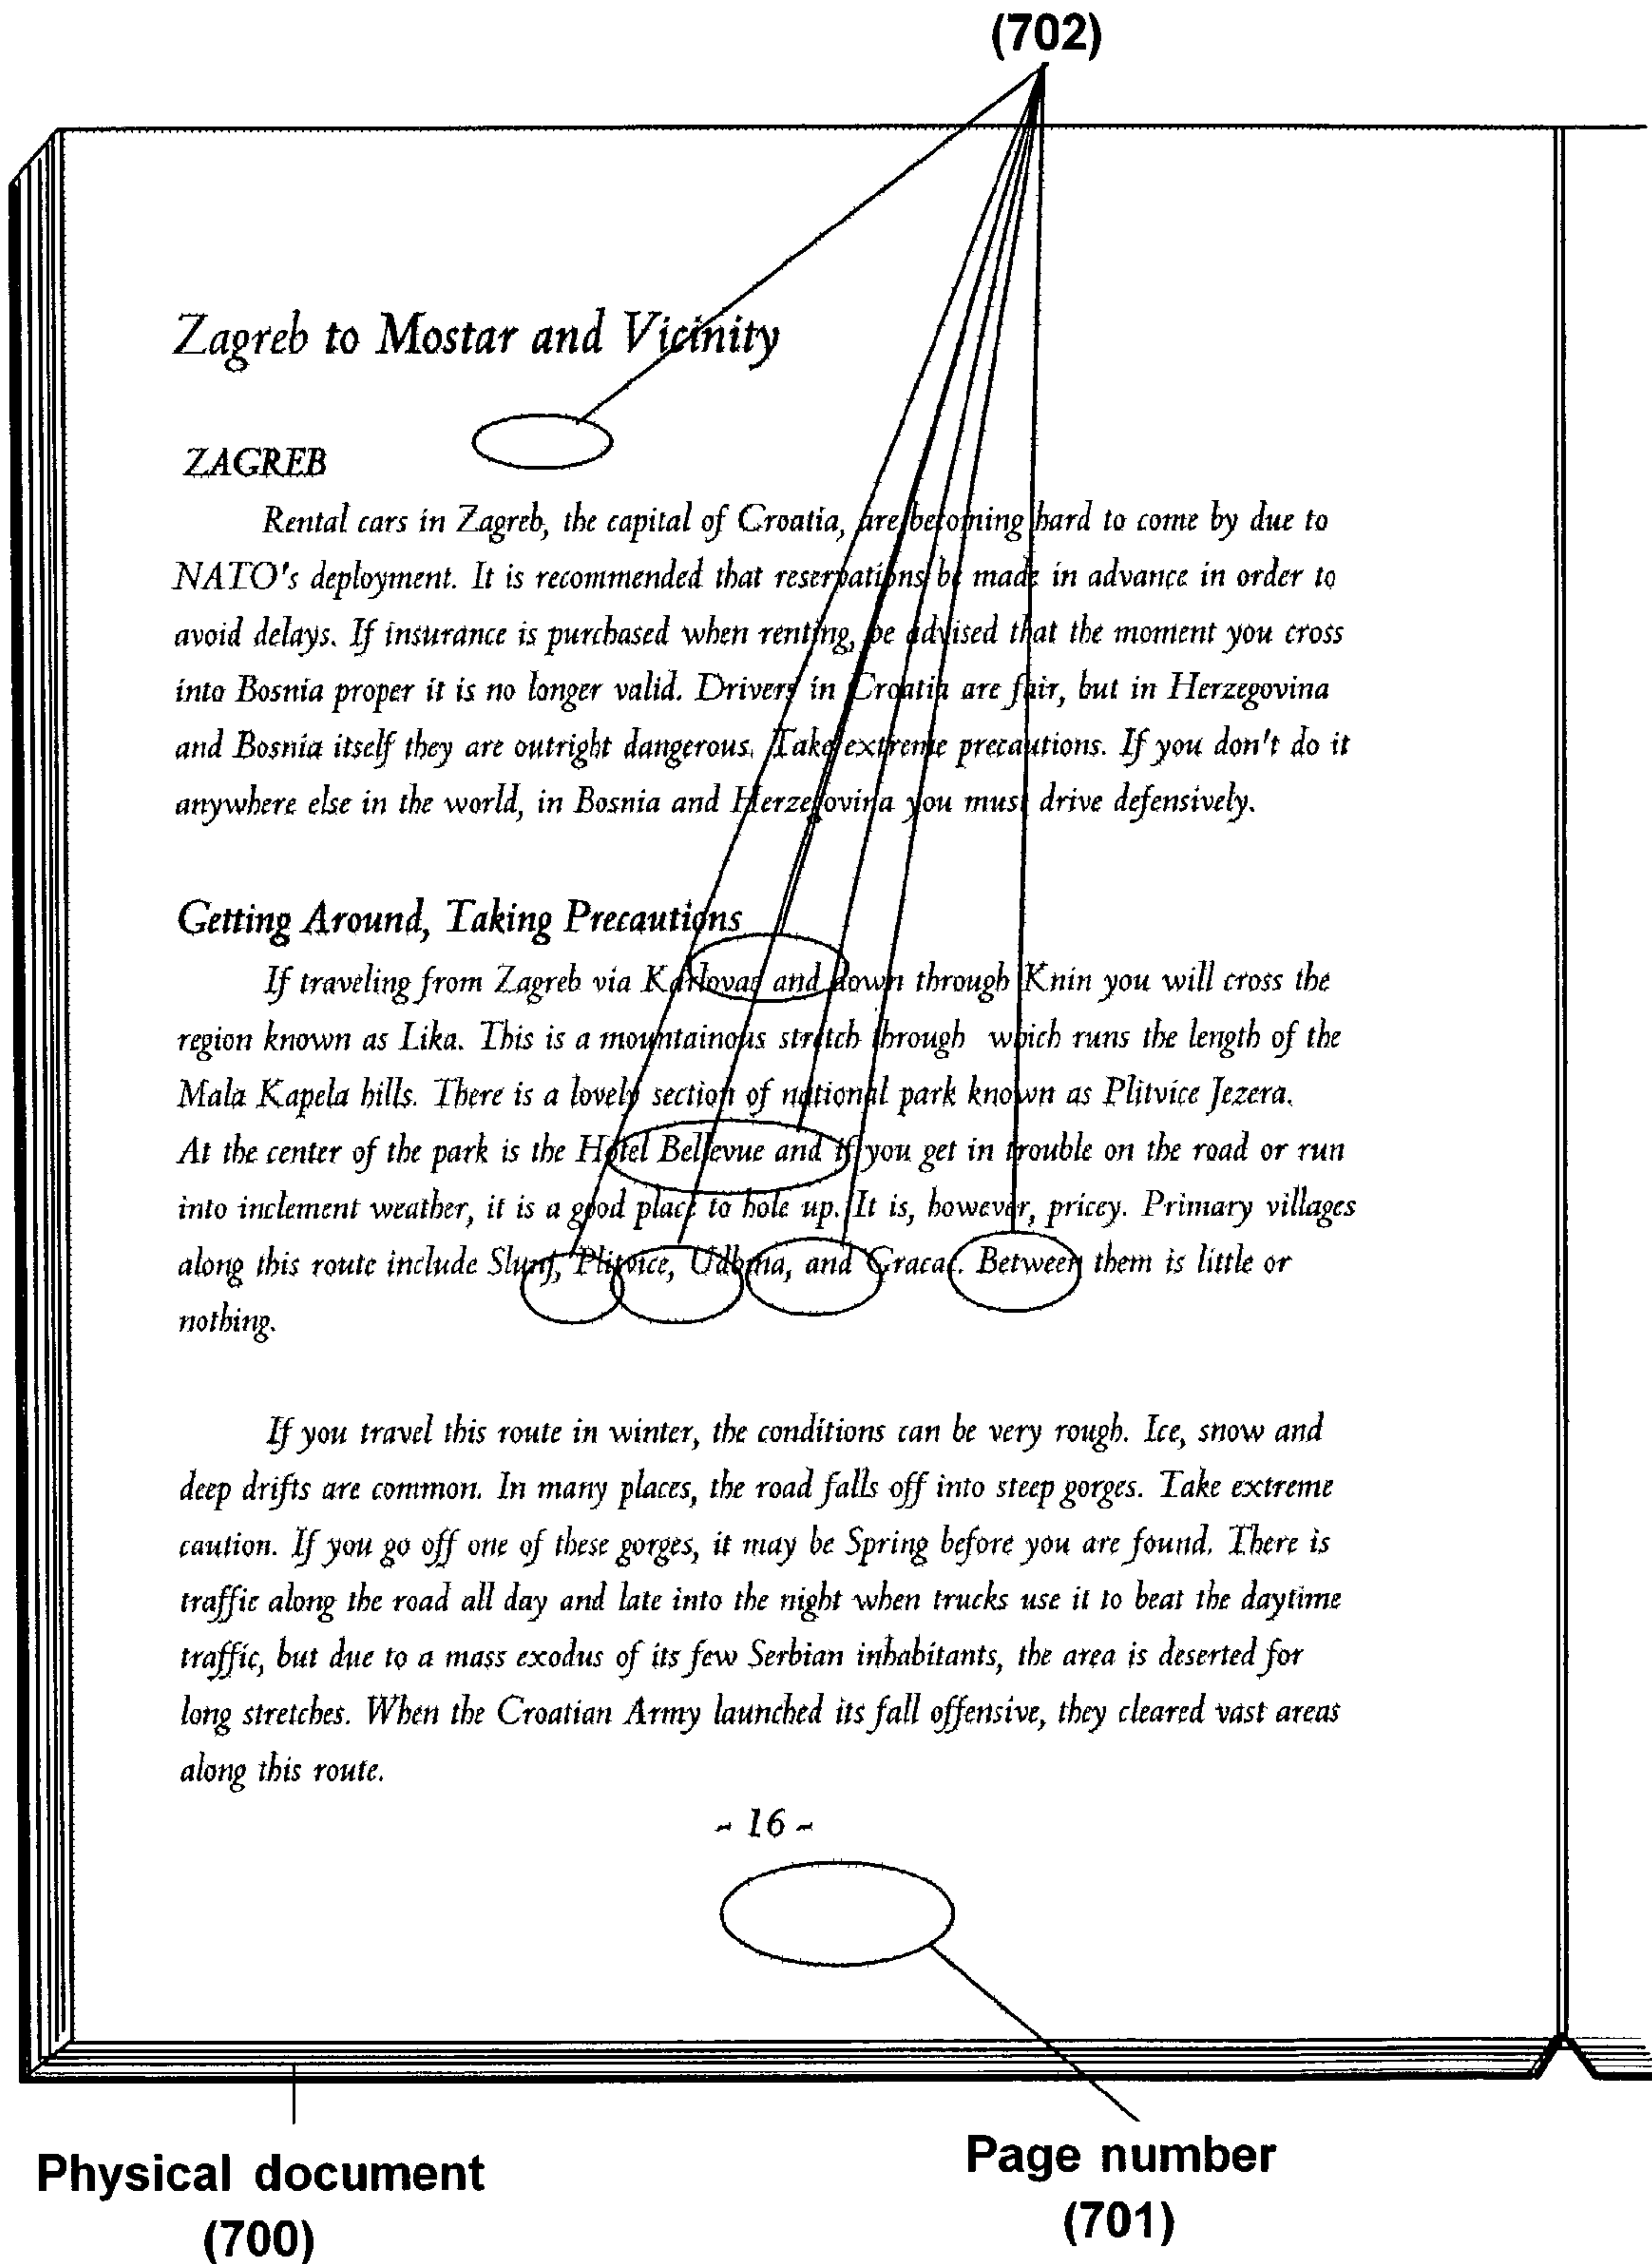 (702)
Zagreb to Mostar and Vicinity
ZAGREB
Rental cars in Zagreb, the capital of Croatia, are becoming hard to come by due to
NATO's deployment. It is recommended that reservations be made in advance in order to
avoid delays. If insurance is purchased when renting, be advised that the moment you cross
into Bosnia proper it is no longer valid. Drivers in Croatia are fair, but in Herzegovina
and Bosnia itself they are outright dangerous. Take extreme precautions. If you don't do it
anywhere else in the world, in Bosnia and Herzegovina you must drive defensively.
Getting Around, Taking Precautions
If traveling from Zagreb via Karlovac and down through Knin you will cross the
region known as Lika. This is a mountainous stretch through which runs the length of the
Mala Kapela hills. There is a lovely section of national park known as Plitvice Jezera.
At the center of the park is the Hotel Bellevue and if you get in trouble on the road or run
into inclement weather, it is a good place to hole up. It is, however, pricey. Primary villages
along this route include Slunj, Plitvice, Udbina, and Gracac. Between them is little or
nothing.
If you travel this route in winter, the conditions can be very rough. Ice, snow and
deep drifts are common. In many places, the road falls off into steep gorges. Take extreme
caution. If you go off one of these gorges, it may be Spring before you are found. There is
traffic along the road all day and late into the night when trucks use it to beat the daytime
traffic, but due to a mass exodus of its few Serbian inhabitants, the area is deserted for
long stretches. When the Croatian Army launched its fall offensive, they cleared vast areas
along this route.
~ 16 ~
Physical document
(700)
Page number
(701)